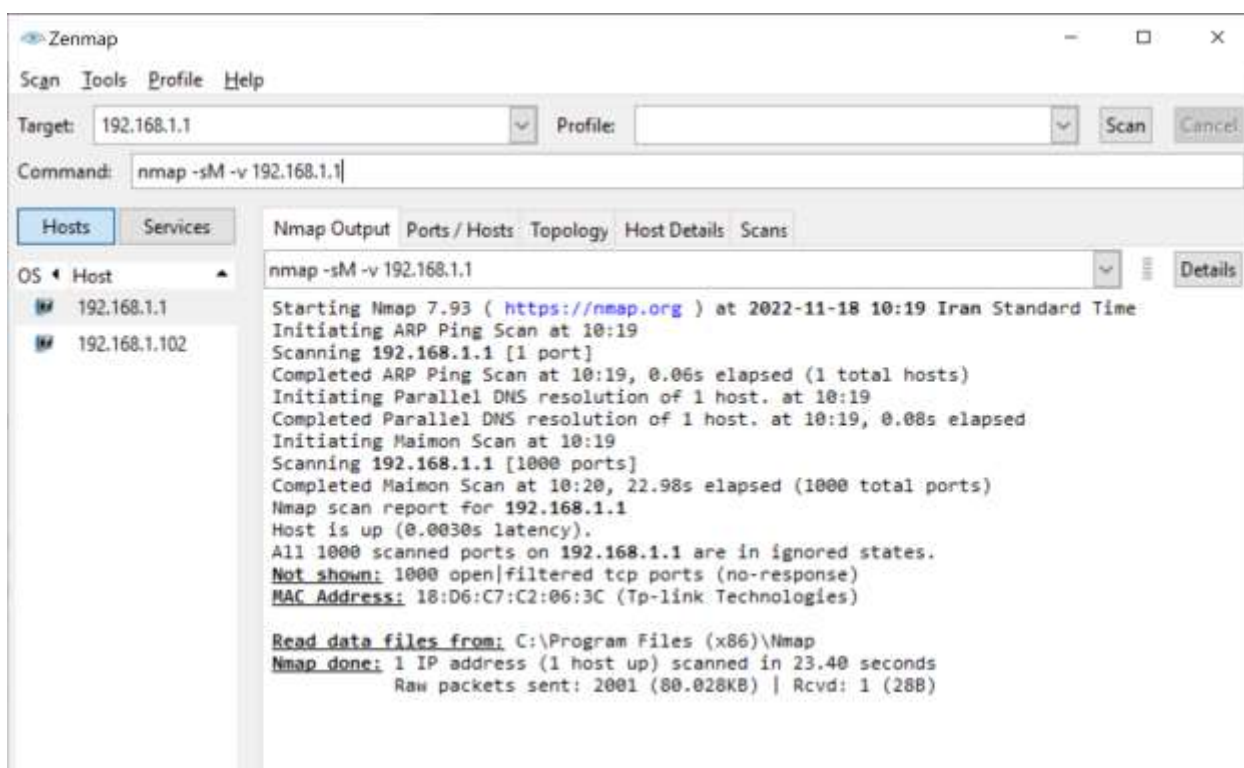 Zenmap
Scan Tools Profile Help
Target: 192.168.1.1 Profile: Scan Cancel
Command: nmap -sM -v 192.168.1.1
Hosts Services Nmap Output Ports / Hosts Topology Host Details Scans
OS Host nmap -sM -v 192.168.1.1 Details
192.168.1.1
192.168.1.102
Starting Nmap 7.93 ( https://nmap.org ) at 2022-11-18 10:19 Iran Standard Time
Initiating ARP Ping Scan at 10:19
Scanning 192.168.1.1 [1 port]
Completed ARP Ping Scan at 10:19, 0.06s elapsed (1 total hosts)
Initiating Parallel DNS resolution of 1 host. at 10:19
Completed Parallel DNS resolution of 1 host. at 10:19, 0.08s elapsed
Initiating Maimon Scan at 10:19
Scanning 192.168.1.1 [1000 ports]
Completed Maimon Scan at 10:20, 22.98s elapsed (1000 total ports)
Nmap scan report for 192.168.1.1
Host is up (0.0030s latency).
All 1000 scanned ports on 192.168.1.1 are in ignored states.
Not shown: 1000 open|filtered tcp ports (no-response)
MAC Address: 18:D6:C7:C2:06:3C (Tp-link Technologies)
Read data files from: C:\Program Files (x86)\Nmap
Nmap done: 1 IP address (1 host up) scanned in 23.40 seconds
Raw packets sent: 2001 (80.028KB) | Rcvd: 1 (28B)